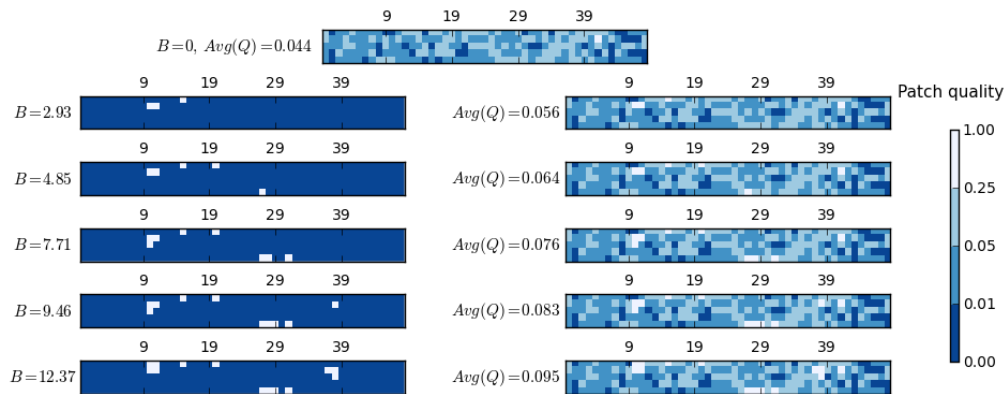 9 19 29 39
B=0, Avg(Q)=0.044
9 19 29 39 9 19 29 39
B=2.93 Avg(Q)=0.056
9 19 29 39 9 19 29 39
B=4.85 Avg(Q)=0.064
9 19 29 39 9 19 29 39
B=7.71 Avg(Q)=0.076
9 19 29 39 9 19 29 39
B=9.46 Avg(Q)=0.083
9 19 29 39 9 19 29 39
B=12.37 Avg(Q)=0.095
Patch quality
1.00
0.25
0.05
0.01
0.00